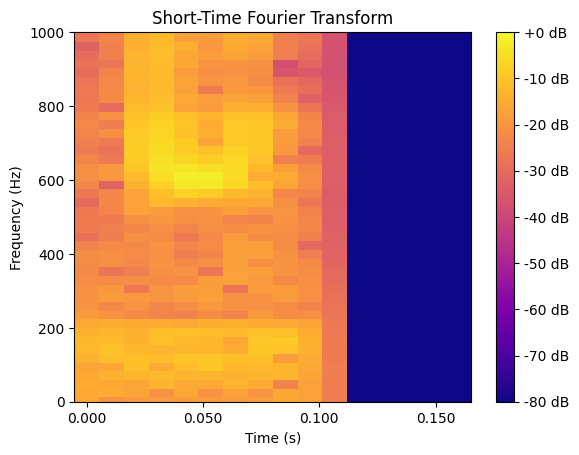 Short-Time Fourier Transform
1000
800
600
400
200
0
Frequency (Hz)
0.000
0.050
0.100
0.150
Time (s)
+0 dB
-10 dB
-20 dB
-30 dB
-40 dB
-50 dB
-60 dB
-70 dB
-80 dB